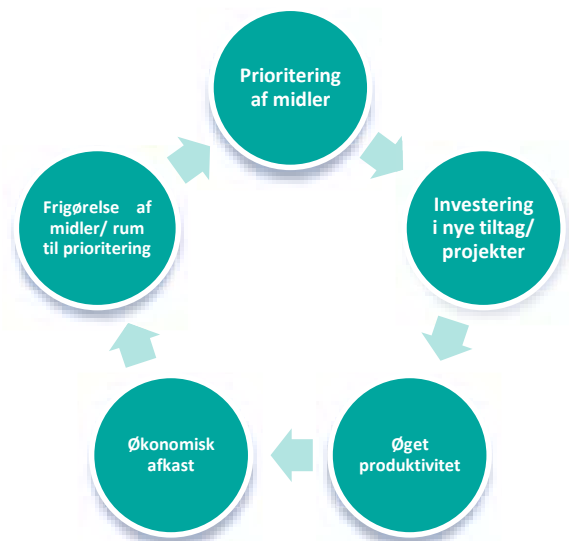 Prioritering
af midler
Investering
i nye tiltag/
projekter
Øget
produktivitet
Økonomisk
afkast
Frigørelse af
midler/ rum
til prioritering